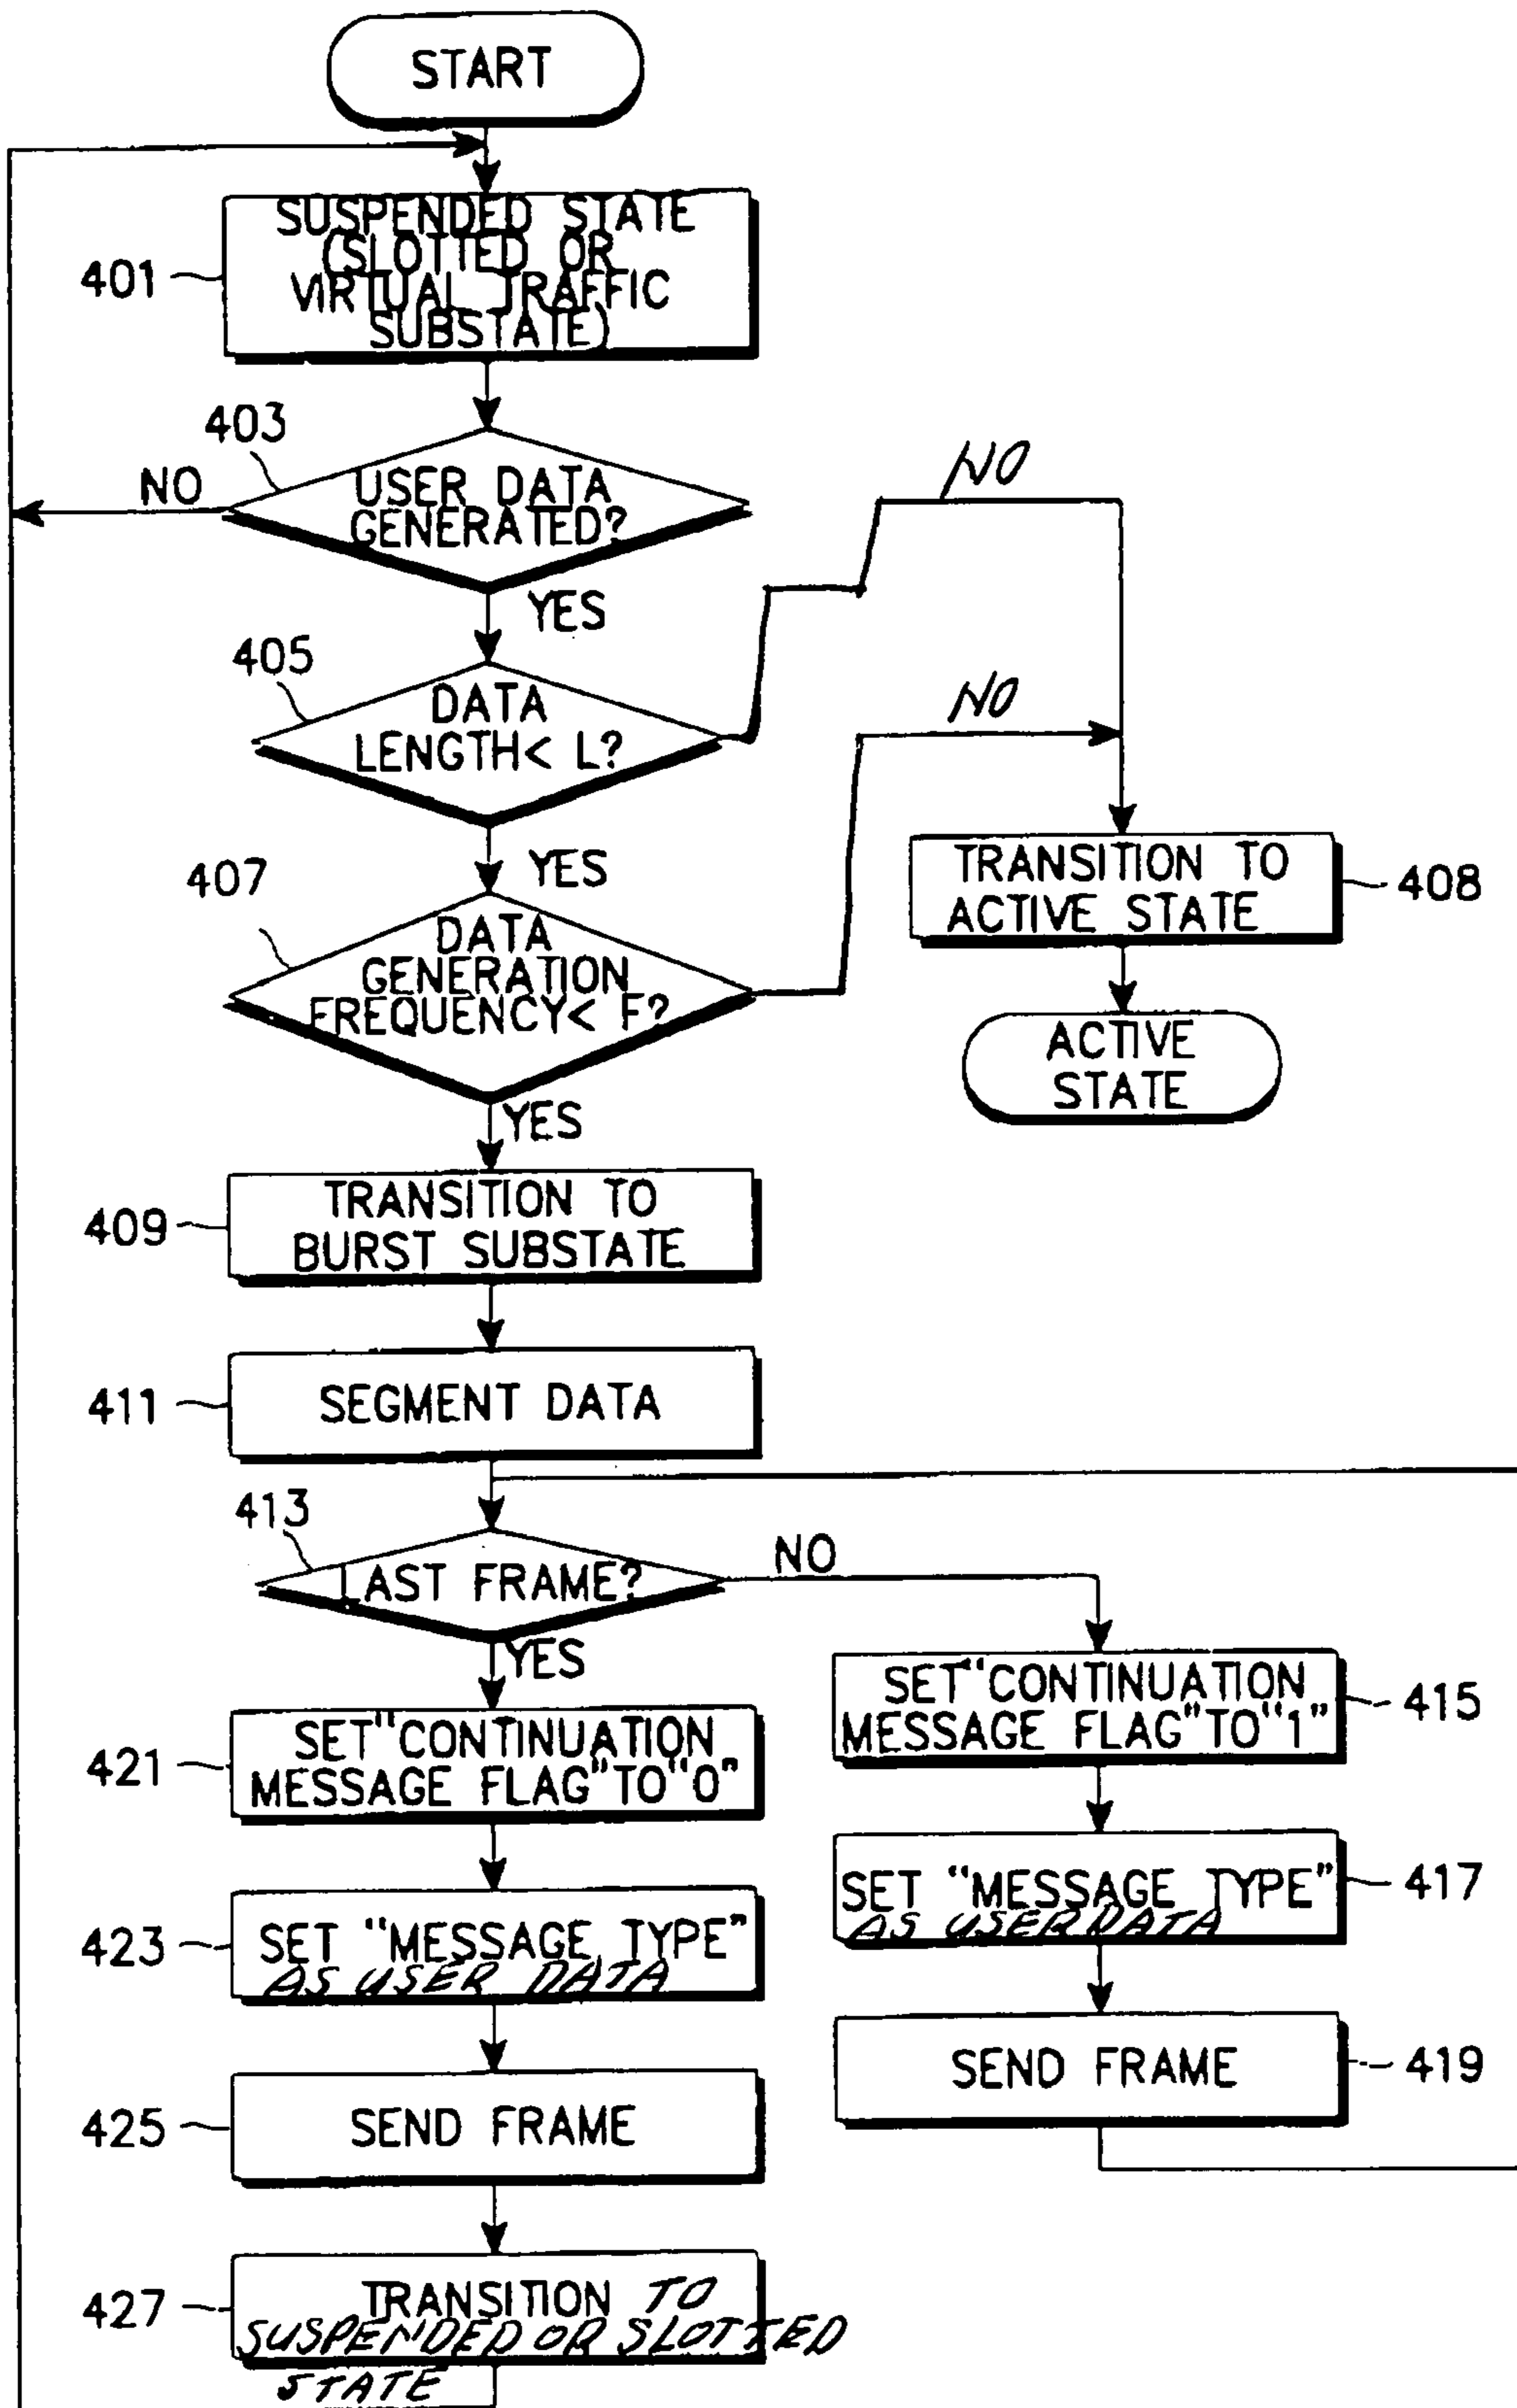 START
SUSPENDED STATE
(SLOTTED OR
VIRTUAL TRAFFIC
SUBSTATE)
401
403
NO
USER DATA
GENERATED?
YES
NO
405
DATA
LENGTH< L?
YES
NO
407
DATA
GENERATION
FREQUENCY< F?
YES
TRANSITION TO
ACTIVE STATE
408
ACTIVE
STATE
409
TRANSITION TO
BURST SUBSTATE
411
SEGMENT DATA
413
LAST FRAME?
NO
YES
SET"CONTINUATION
MESSAGE FLAG"TO"1"
415
421
SET"CONTINUATION
MESSAGE FLAG"TO"0"
SET "MESSAGE TYPE"
AS USER DATA
417
423
SET "MESSAGE TYPE"
AS USER DATA
SEND FRAME
419
425
SEND FRAME
427
TRANSITION TO
SUSPENDED OR SLOTTED
STATE